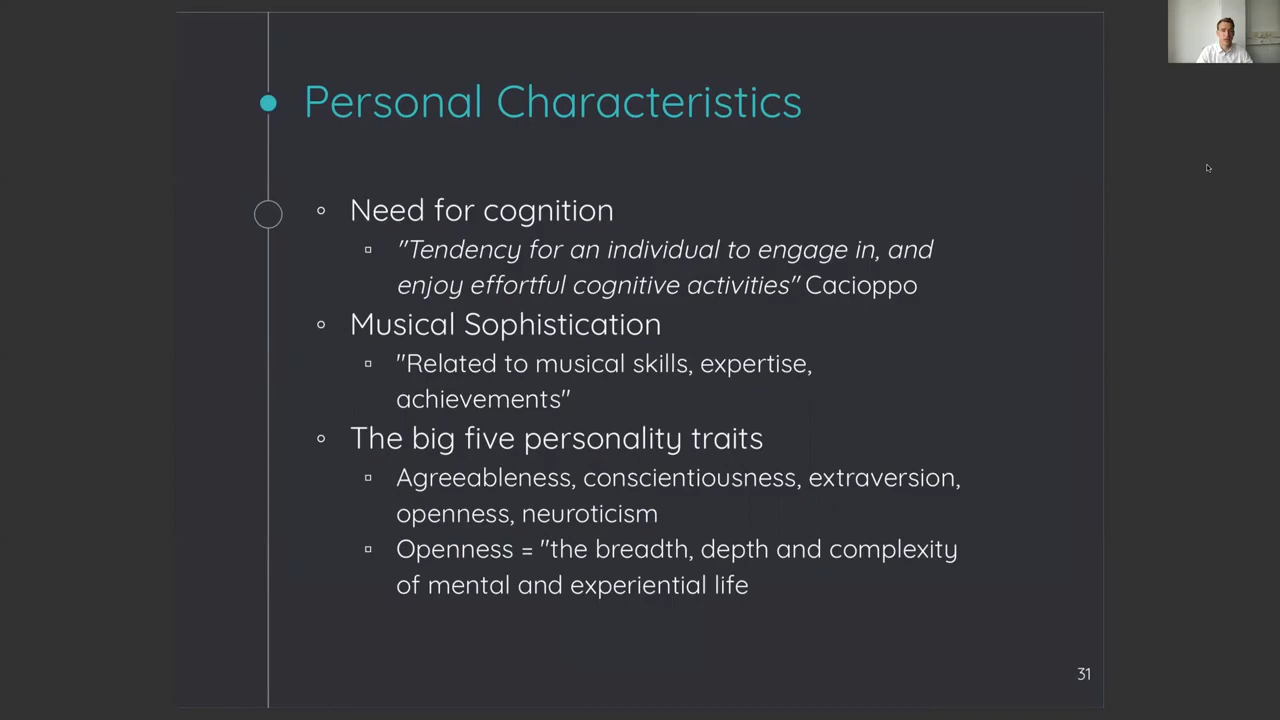 Personal Characteristics
Need for cognition
"Tendency for an individual to engage in, and
enjoy effortful cognitive activities" Cacioppo
Musical Sophistication
"Related to musical skills, expertise,
achievements"
The big five personality traits
Agreeableness, conscientiousness, extraversion,
openness, neuroticism
Openness = "the breadth, depth and complexity
of mental and experiential life
31